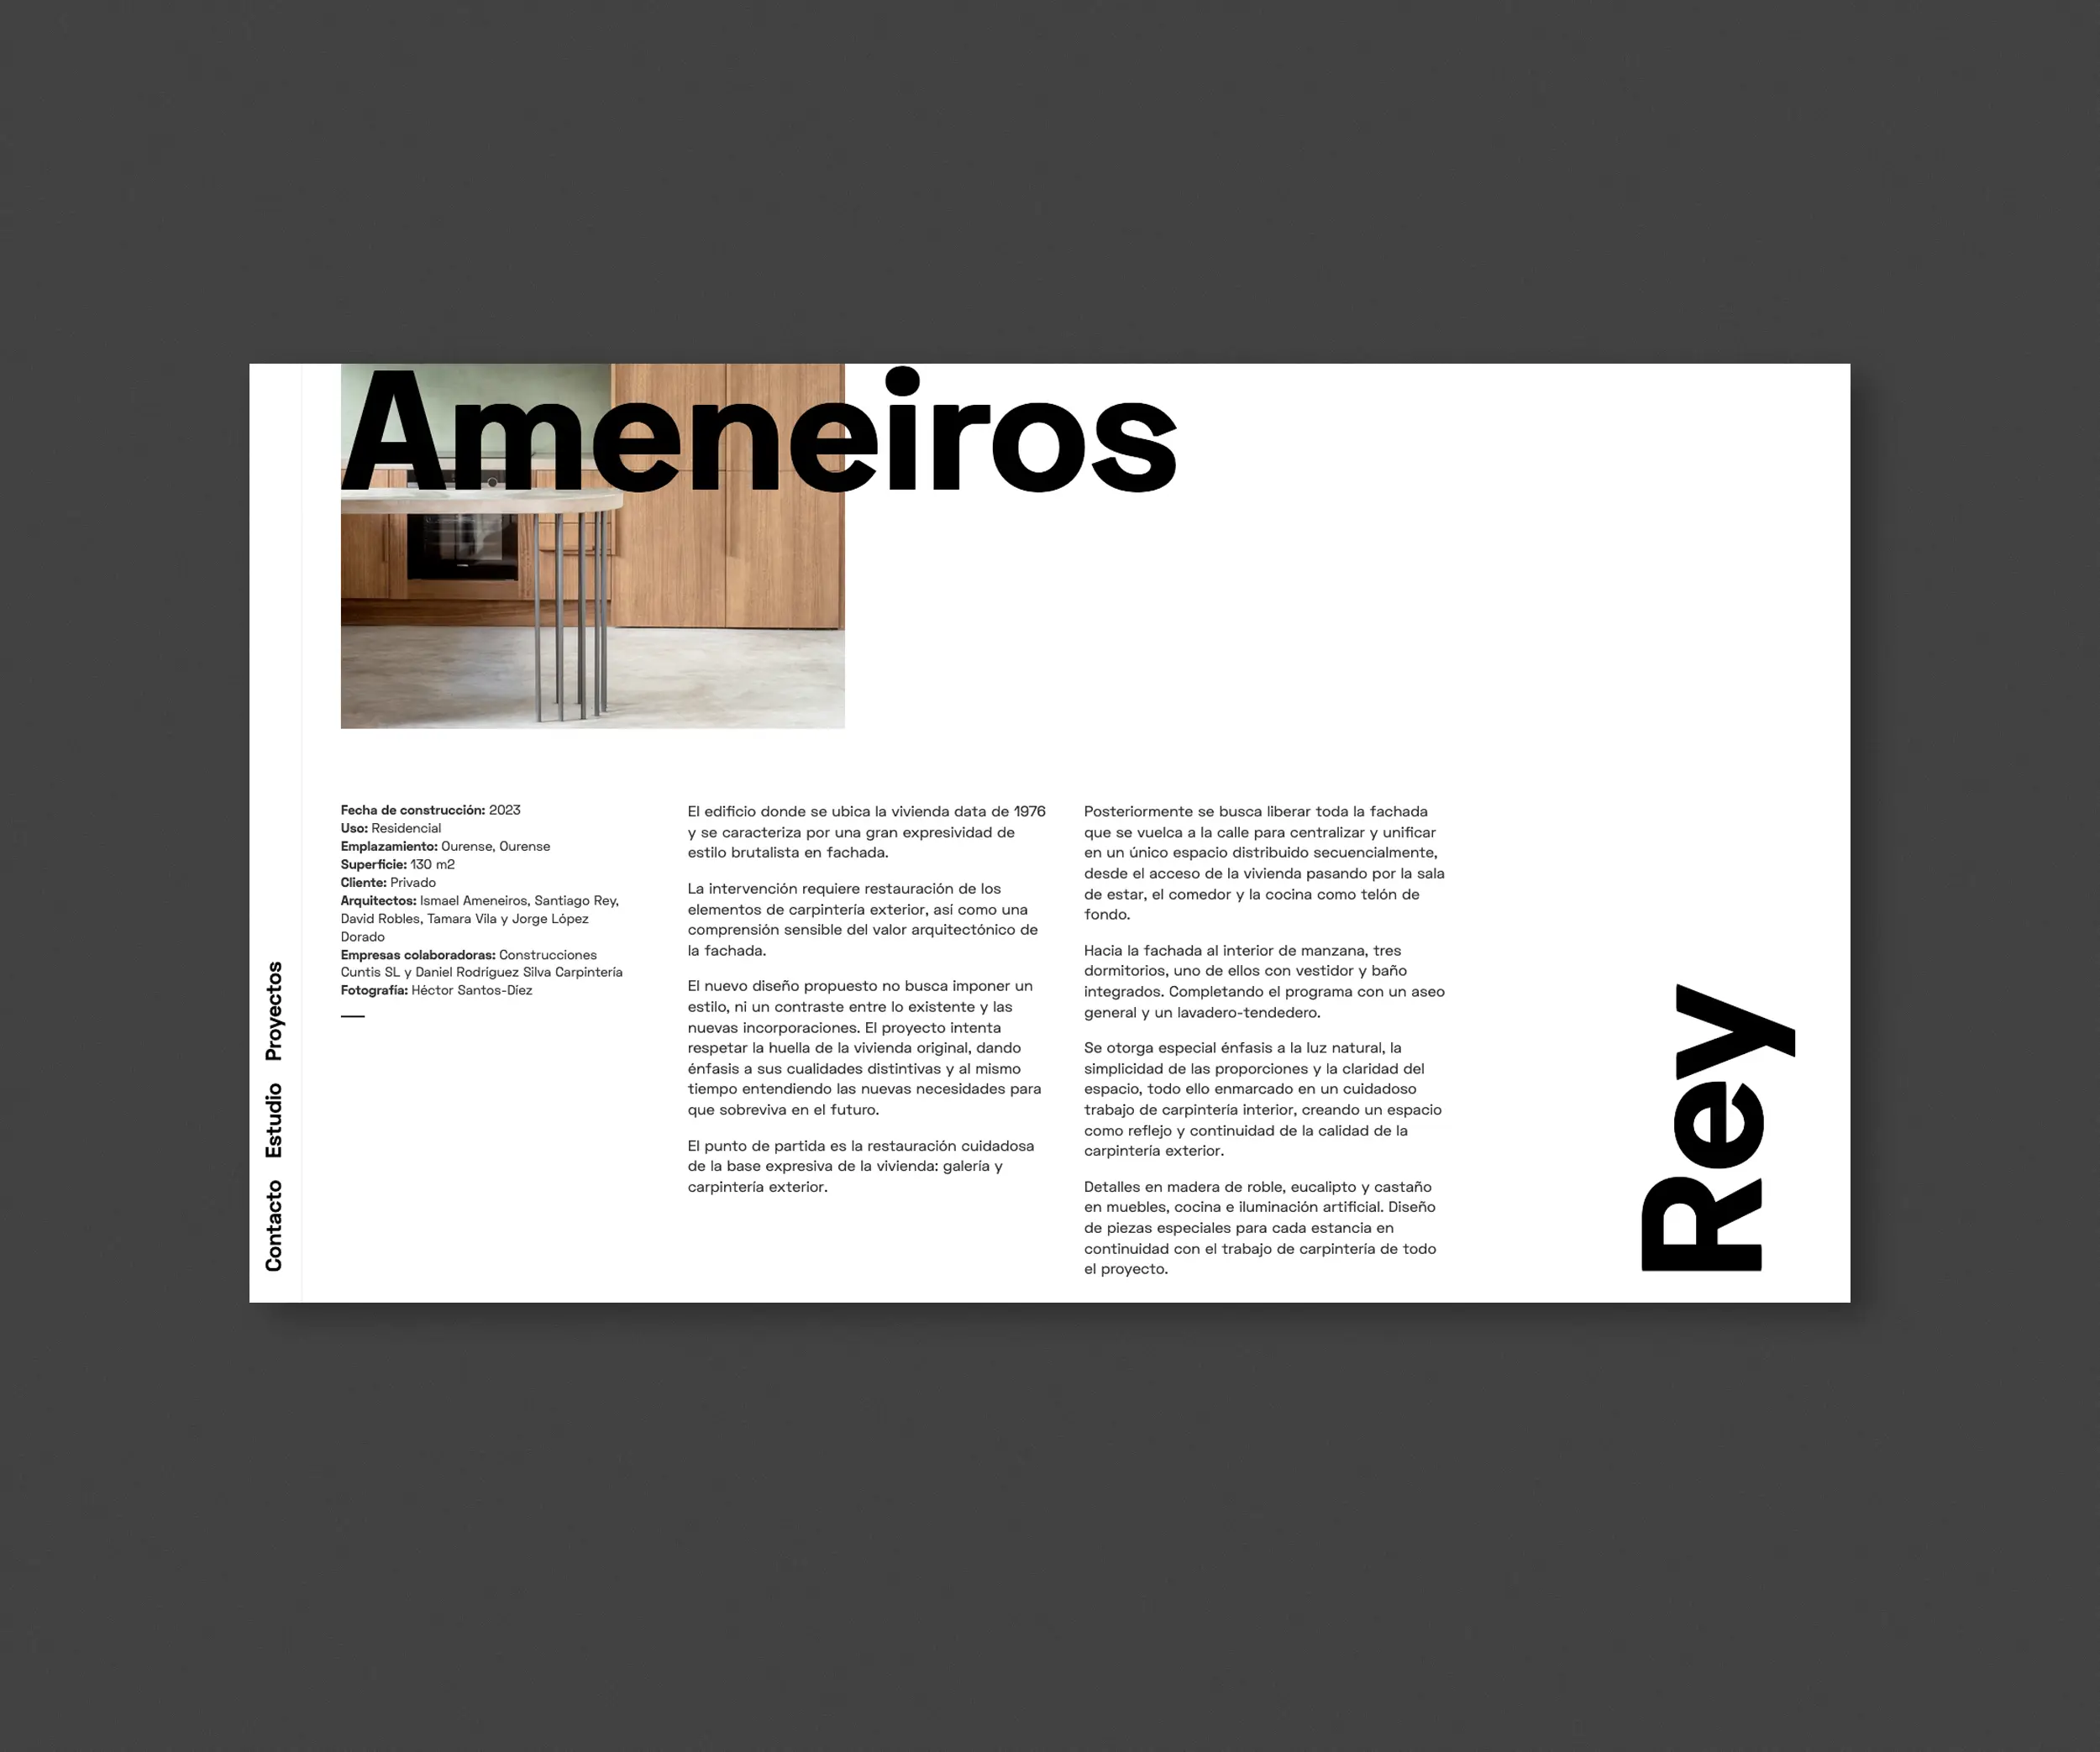 Ameneiros
Fecha de construcción: 2023
Uso: Residencial
Emplazamiento: Ourense, Ourense
Superficie: 130 m2
Cliente: Privado
Arquitectos: Ismael Ameneiros, Santiago Rey,
David Robles, Tamara Vila y Jorge López
Dorado
Empresas colaboradoras: Construcciones
Cuntis SL y Daniel Rodríguez Silva Carpintería
Fotografía: Héctor Santos-Díez
El edificio donde se ubica la vivienda data de 1976
y se caracteriza por una gran expresividad de
estilo brutalista en fachada.
La intervención requiere restauración de los
elementos de carpintería exterior, así como una
comprensión sensible del valor arquitectónico de
la fachada.
El nuevo diseño propuesto no busca imponer un
estilo, ni un contraste entre lo existente y las
nuevas incorporaciones. El proyecto intenta
respetar la huella de la vivienda original, dando
énfasis a sus cualidades distintivas y al mismo
tiempo entendiendo las nuevas necesidades para
que sobreviva en el futuro.
El punto de partida es la restauración cuidadosa
de la base expresiva de la vivienda: galería y
carpintería exterior.
Posteriormente se busca liberar toda la fachada
que se vuelca a la calle para centralizar y unificar
en un único espacio distribuido secuencialmente,
desde el acceso de la vivienda pasando por la sala
de estar, el comedor y la cocina como telón de
fondo.
Hacia la fachada al interior de manzana, tres
dormitorios, uno de ellos con vestidor y baño
integrados. Completando el programa con un aseo
general y un lavadero-tendedero.
Se otorga especial énfasis a la luz natural, la
simplicidad de las proporciones y la claridad del
espacio, todo ello enmarcado en un cuidadoso
trabajo de carpintería interior, creando un espacio
como reflejo y continuidad de la calidad de la
carpintería exterior.
Detalles en madera de roble, eucalipto y castaño
en muebles, cocina e iluminación artificial. Diseño
de piezas especiales para cada estancia en
continuidad con el trabajo de carpintería de todo
el proyecto.
Contacto Estudio Proyectos
Rey